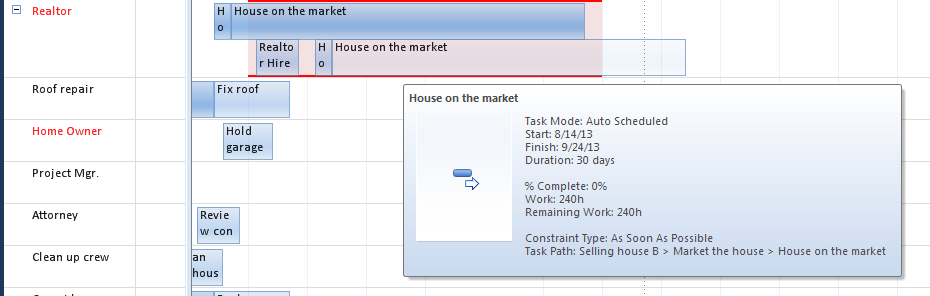 Realtor
H
o
House on the market
Realto
r Hire
H
o
House on the market
Roof repair
Fix roof
Home Owner
Hold
garage
Project Mgr.
Attorney
Revie
w con
Clean up crew
an
hous
House on the market
Task Mode: Auto Scheduled
Start: 8/14/13
Finish: 9/24/13
Duration: 30 days
% Complete: 0%
Work: 240h
Remaining Work: 240h
Constraint Type: As Soon As Possible
Task Path: Selling house B > Market the house > House on the market